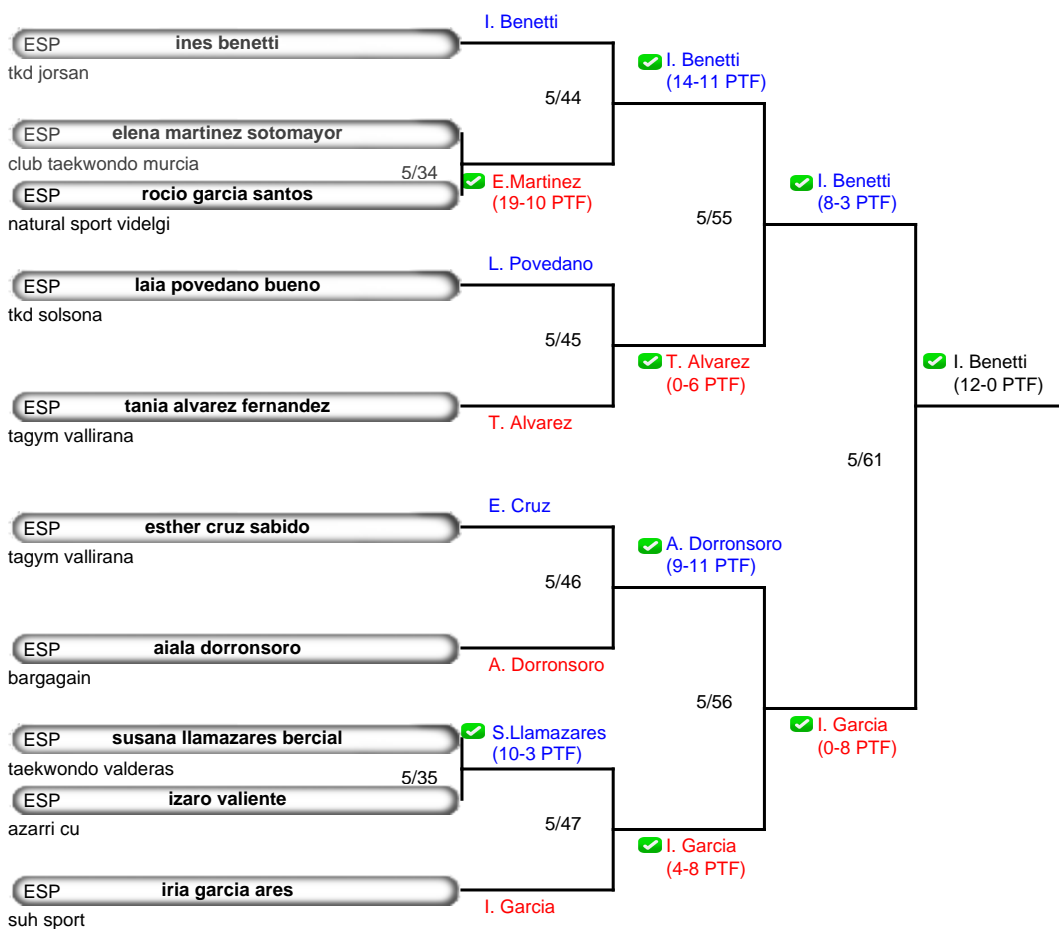 I. Benetti
ESP ines benetti
tkd jorsan
I. Benetti
(14-11 PTF)
5/44
ESP elena martinez sotomayor
club taekwondo murcia
5/34
E.Martinez
(19-10 PTF)
ESP rocio garcia santos
natural sport videlgi
I. Benetti
(8-3 PTF)
5/55
L. Povedano
ESP laia povedano bueno
tkd solsona
5/45
T. Alvarez
(0-6 PTF)
I. Benetti
(12-0 PTF)
ESP tania alvarez fernandez
tagym vallirana
T. Alvarez
5/61
E. Cruz
ESP esther cruz sabido
tagym vallirana
A. Dorronsoro
(9-11 PTF)
5/46
ESP aiala dorronsoro
bargagain
A. Dorronsoro
5/56
I. Garcia
(0-8 PTF)
ESP susana llamazares bercial
taekwondo valderas
S.Llamazares
(10-3 PTF)
5/35
ESP izaro valiente
azarri cu
5/47
I. Garcia
(4-8 PTF)
ESP iria garcia ares
suh sport
I. Garcia